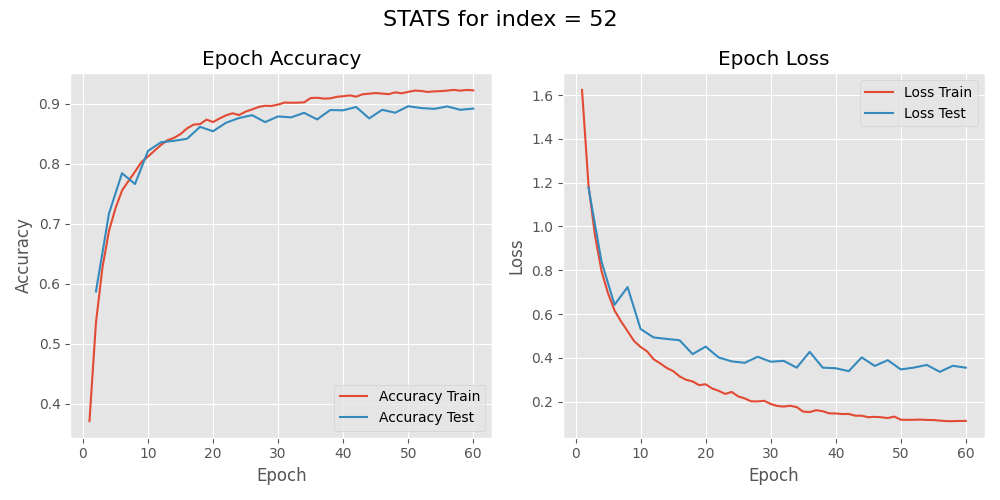 STATS for index = 52
Epoch Accuracy
Accuracy
0.9
0.8
0.7
0.6
0.5
0.4
0 10 20 30 40 50 60
Epoch
Accuracy Train
Accuracy Test
Epoch Loss
Loss
1.6
1.4
1.2
1.0
0.8
0.6
0.4
0.2
0 10 20 30 40 50 60
Epoch
Loss Train
Loss Test